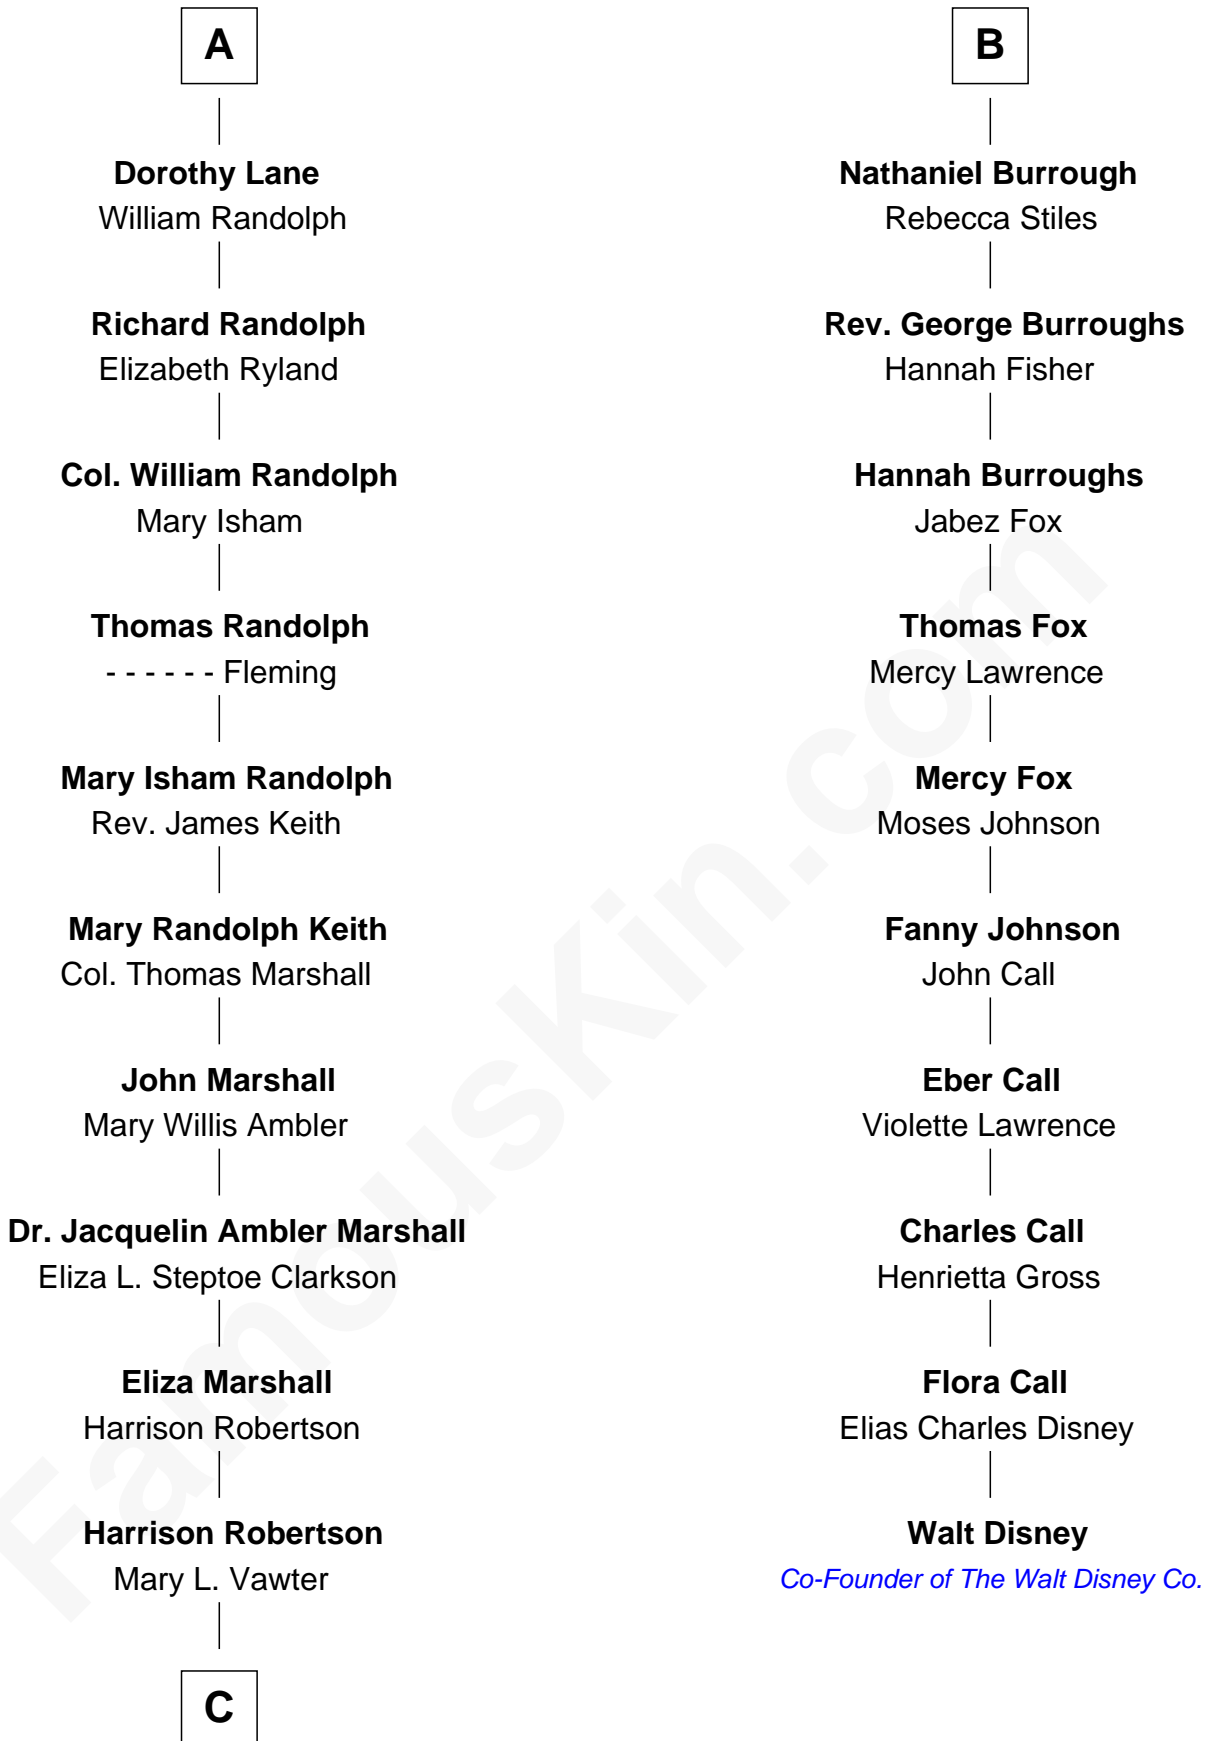 A
Dorothy Lane
William Randolph
Richard Randolph
Elizabeth Ryland
Col. William Randolph
Mary Isham
Thomas Randolph
- - - - - - Fleming
Mary Isham Randolph
Rev. James Keith
Mary Randolph Keith
Col. Thomas Marshall
John Marshall
Mary Willis Ambler
Dr. Jacquelin Ambler Marshall
Eliza L. Steptoe Clarkson
Eliza Marshall
Harrison Robertson
Harrison Robertson
Mary L. Vawter
C
B
Nathaniel Burrough
Rebecca Stiles
Rev. George Burroughs
Hannah Fisher
Hannah Burroughs
Jabez Fox
Thomas Fox
Mercy Lawrence
Mercy Fox
Moses Johnson
Fanny Johnson
John Call
Eber Call
Violette Lawrence
Charles Call
Henrietta Gross
Flora Call
Elias Charles Disney
Walt Disney
Co-Founder of The Walt Disney Co.
FamousKin.com